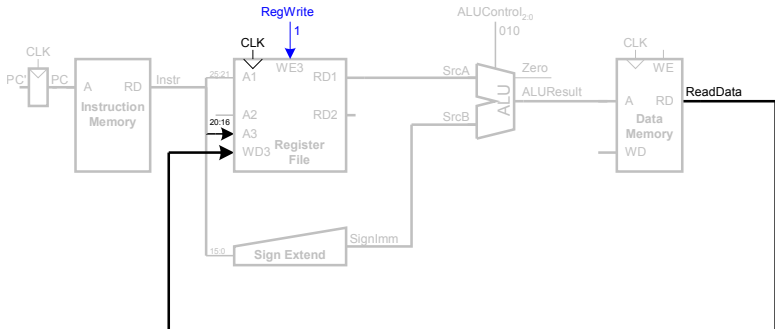 RegWrite
ALUControl2:0
1
010
CLK
CLK
CLK
PC'
PC
A
RD
Instr
Instruction
Memory
25:21
A1
WE3
RD1
A2
RD2
20:16
A3
WD3
Register
File
SrcA
SrcB
ALU
Zero
ALUResult
WE
A
RD
ReadData
Data
Memory
WD
15:0
Sign Extend
SignImm